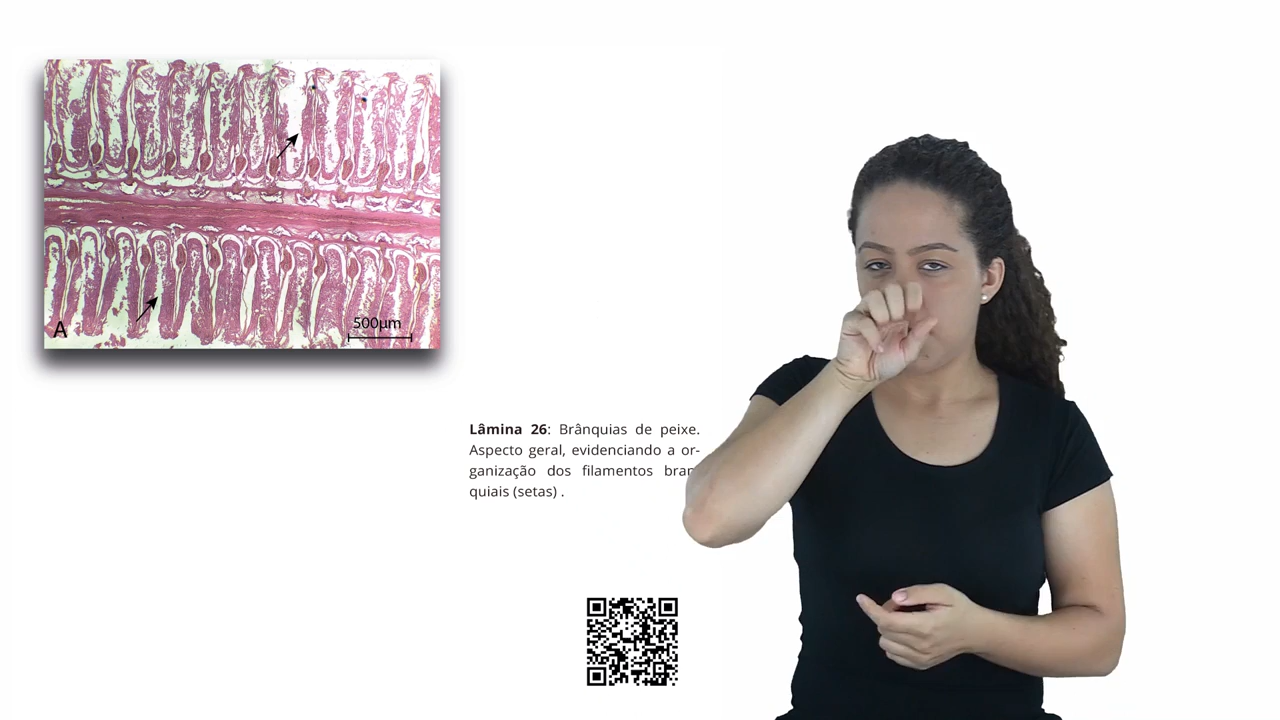 A
500µm
Lâmina 26: Brânquias de peixe.
Aspecto geral, evidenciando a or-
ganização dos filamentos bran
quiais (setas) .